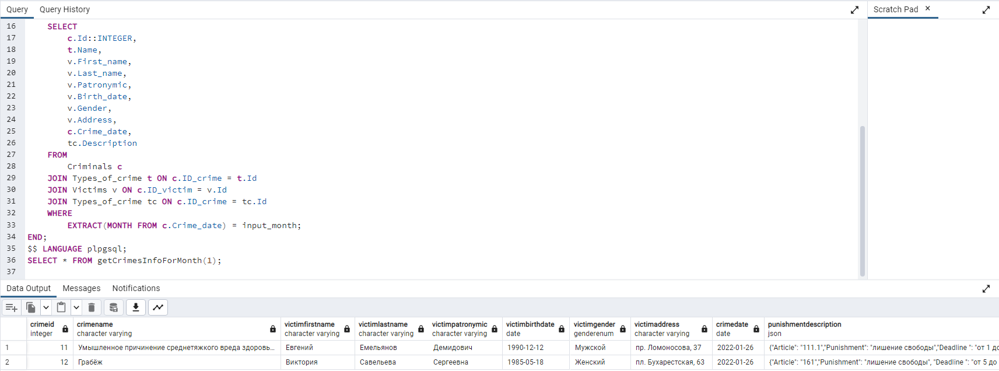 Query Query History Scratch Pad ×
16 SELECT
17 c.Id::INTEGER,
18 t.Name,
19 v.First_name,
20 v.Last_name,
21 v.Patronymic,
22 v.Birth_date,
23 v.Gender,
24 v.Address,
25 c.Crime_date,
26 tc.Description
27 FROM
28 Criminals c
29 JOIN Types_of_crime t ON c.ID_crime = t.Id
30 JOIN Victims v ON c.ID_victim = v.Id
31 JOIN Types_of_crime tc ON c.ID_crime = tc.Id
32 WHERE
33 EXTRACT(MONTH FROM c.Crime_date) = input_month;
34 END;
35 $$ LANGUAGE plpgsql;
36 SELECT * FROM getCrimesInfoForMonth(1);
37
Data Output Messages Notifications
crimeid crimename victimfirstname victimlastname victimpatronymic victimbirthdate victimgender victimaddress crimedate punishmentdescription
integer character varying character varying character varying character varying date genderenum character varying date json
1 11 Умышленное причинение среднетяжкого вреда здоровь... Евгений Емельянов Демидович 1990-12-12 Мужской пр. Ломоносова, 37 2022-01-26 {"Article": "111.1","Punishment": "лишение свободы","Deadline ": "от 1 до
2 12 Грабёж Виктория Савельева Сергеевна 1985-05-18 Женский пл. Бухарестская, 63 2022-01-26 {"Article": "161","Punishment": "лишение свободы", "Deadline ": "от 5 до